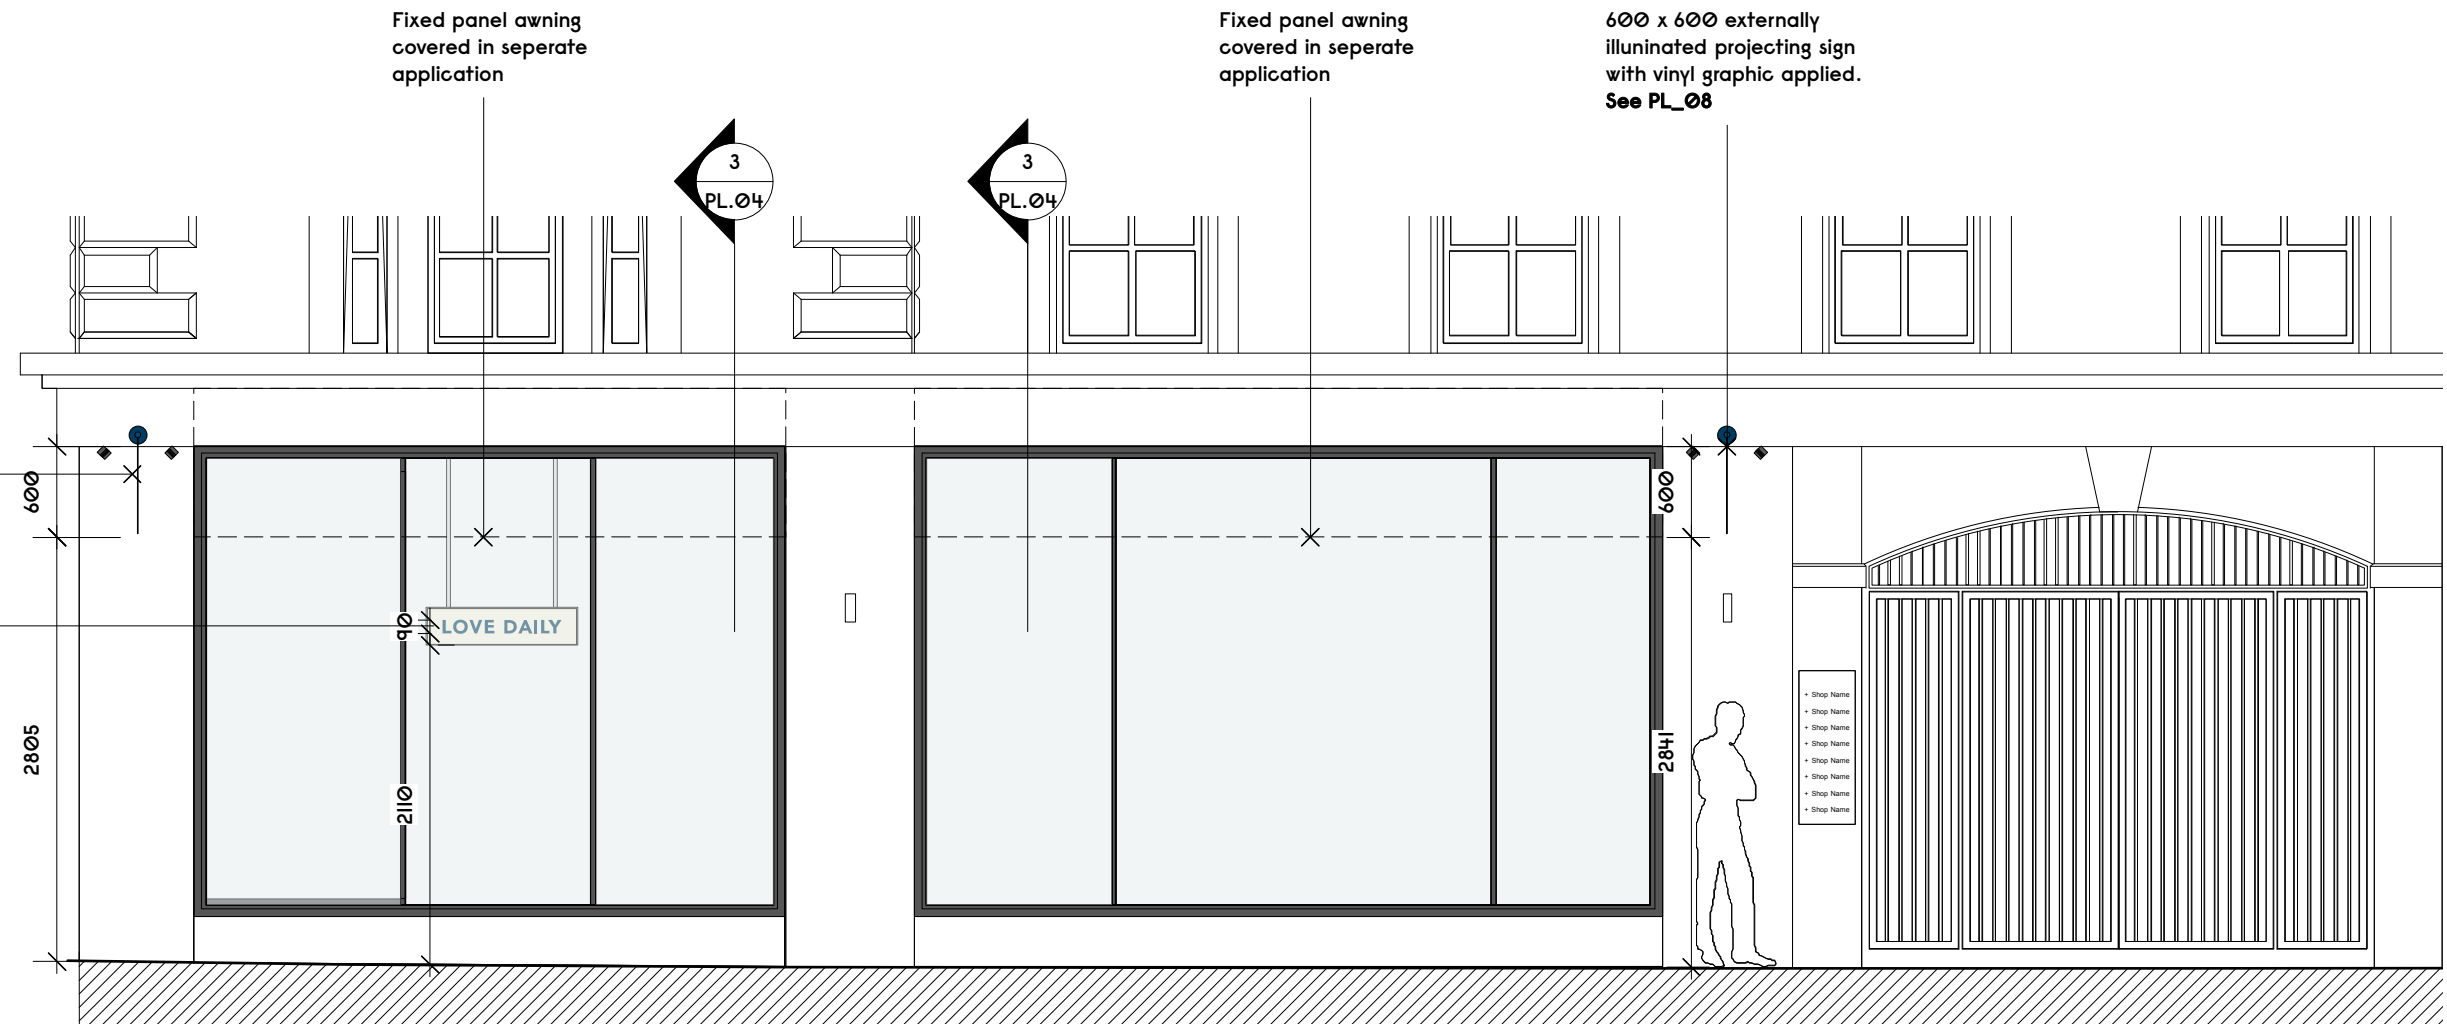 Fixed panel awning
covered in seperate
application
Fixed panel awning
covered in seperate
application
600 x 600 externally
illuninated projecting sign
with vinyl graphic applied.
See PL_08
3
PL.04
3
PL.04
600
600
90
LOVE DAILY
2805
2110
2841
+ Shop Name
+ Shop Name
+ Shop Name
+ Shop Name
+ Shop Name
+ Shop Name
+ Shop Name
+ Shop Name